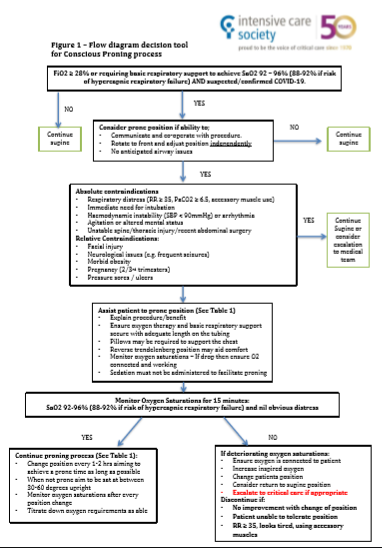 intensive care
society
50
YEARS
proud to be the voice of critical care since 1970
Figure 1 – Flow diagram decision tool
for Conscious Proning process
FiO2 ≥ 28% or requiring basic respiratory support to achieve SaO2 92 – 96% (88-92% if risk
of hypercapnic respiratory failure) AND suspected/confirmed COVID-19.
NO
YES
Continue
supine
Consider prone position if ability to;
• Communicate and co-operate with procedure.
• Rotate to front and adjust position independently
• No anticipated airway issues
NO
Continue
supine
YES
Absolute contraindications
• Respiratory distress (RR ≥ 35, PaCO2 ≥ 6.5, accessory muscle use)
• Immediate need for intubation
• Haemodynamic instability (SBP < 90mmHg) or arrhythmia
• Agitation or altered mental status
• Unstable spine/thoracic injury/recent abdominal surgery
Relative Contraindications:
• Facial injury
• Neurological issues (e.g. frequent seizures)
• Morbid obesity
• Pregnancy (2/3rd trimesters)
• Pressure sores / ulcers
YES
Continue
Supine or
consider
escalation
to medical
team
Assist patient to prone position (See Table 1)
• Explain procedure/benefit
• Ensure oxygen therapy and basic respiratory support
secure with adequate length on the tubing
• Pillows may be required to support the chest
• Reverse trendelenberg position may aid comfort
• Monitor oxygen saturations – If drop then ensure O2
connected and working
• Sedation must not be administered to facilitate proning
Monitor Oxygen Saturations for 15 minutes:
SaO2 92-96% (88-92% if risk of hypercapnic respiratory failure) and nil obvious distress
YES
NO
Continue proning process (See Table 1):
• Change position every 1-2 hrs aiming to
achieve a prone time as long as possible
• When not prone aim to be sat at between
30-60 degrees upright
• Monitor oxygen saturations after every
position change
• Titrate down oxygen requirements as able
If deteriorating oxygen saturations:
• Ensure oxygen is connected to patient
• Increase inspired oxygen
• Change patients position
• Consider return to supine position
• Escalate to critical care if appropriate
Discontinue if:
• No improvement with change of position
• Patient unable to tolerate position
• RR ≥ 35, looks tired, using accessory
muscles